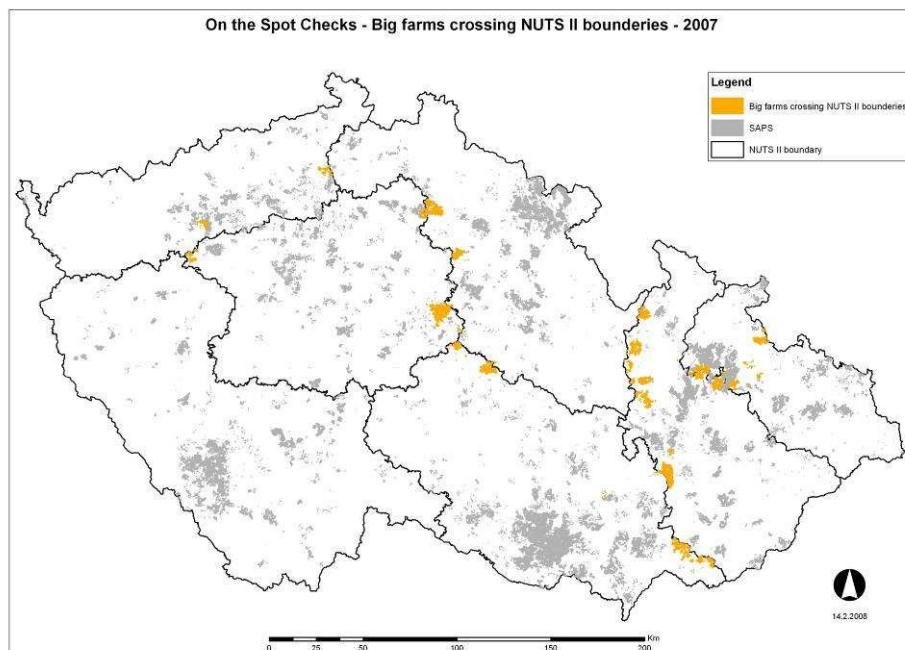 On the Spot Checks - Big farms crossing NUTS II bounderies - 2007
Legend
Big farms crossing NUTS II bounderies
SAPS
NUTS II boundary
14.2.2008
Km
0 25 50 100 150 200